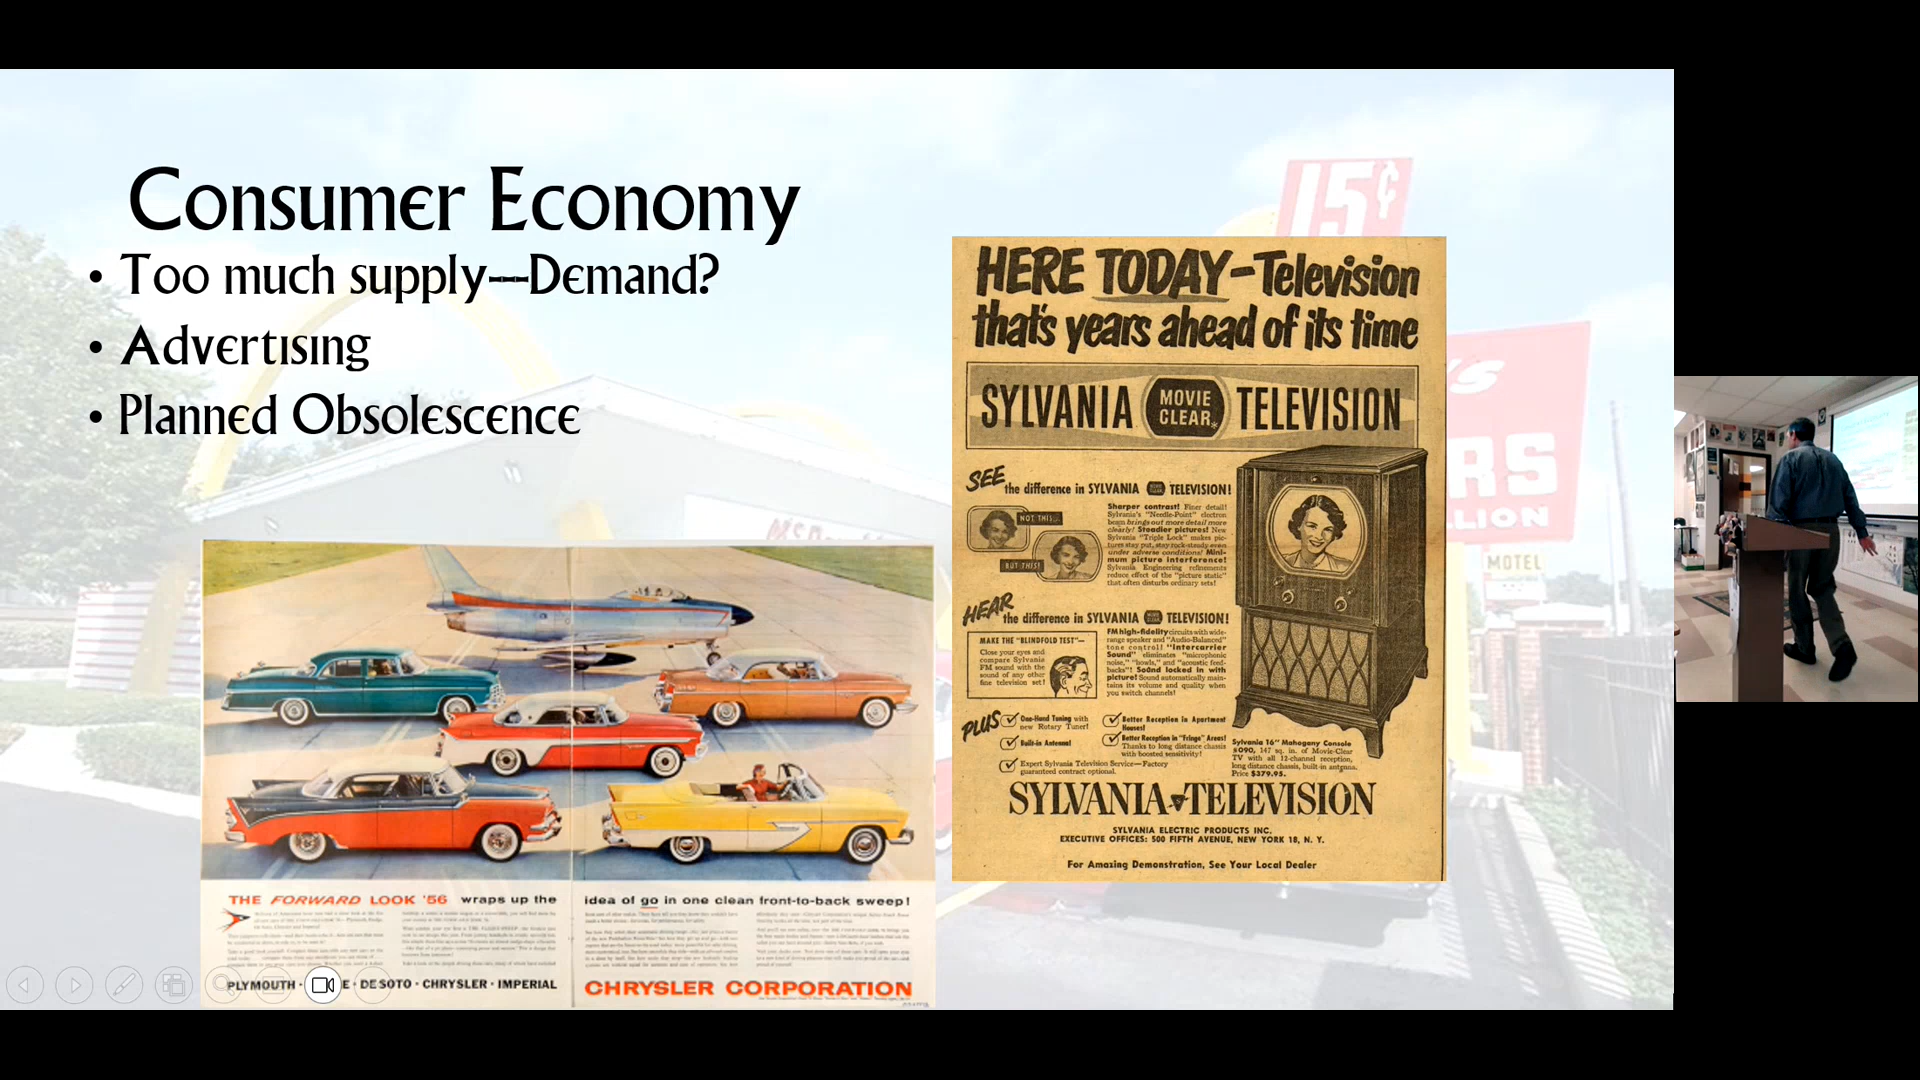 Consumer Economy
• Too much supply---Demand?
• Advertising
• Planned Obsolescence
15¢
HERE TODAY-Television
that's years ahead of its time
SYLVANIA MOVIE CLEAR* TELEVISION
SEE the difference in SYLVANIA TELEVISION!
NOT THIS...
BUT THIS!
Sharper contrast! Finer detail!
Sylvania's "Needle-Point" electron
beam brings out more detail more
clearly! Steadier pictures! New
Sylvania "Triple Lock" makes pic-
tures stay put, stay rock-steady even
under adverse conditions! Mini-
mum picture interference!
Sylvania Engineering refinements
reduce effect of the "picture static"
that often disturbs ordinary sets!
HEAR the difference in SYLVANIA TELEVISION!
MAKE THE "BLINDFOLD TEST"—
Close your eyes and
compare Sylvania
FM sound with the
sound of any other
fine television set!
FM high-fidelity circuits with wide-
range speaker and "Audio-Balanced"
tone control! "Intercarrier
Sound" eliminates "microphonic
noise," "howls," and "acoustic feed-
backs"! Sound locked in with
picture! Sound automatically main-
tains its volume and quality when
you switch channels!
PLUS
One-Hand Tuning with
new Rotary Tuner!
Built-in Antenna!
Expert Sylvania Television Service—Factory
guaranteed contract optional.
Better Reception in Apartment
Houses!
Better Reception in "Fringe" Areas!
Thanks to long distance chassis
with boosted sensitivity!
Sylvania 16" Mahogany Console
147 sq. in. of Movie-Clear
TV with all 12-channel reception,
long distance chassis, built-in antenna.
Price $379.95.
SYLVANIA TELEVISION
SYLVANIA ELECTRIC PRODUCTS INC.
EXECUTIVE OFFICES: 500 FIFTH AVENUE, NEW YORK 18, N. Y.
For Amazing Demonstration, See Your Local Dealer
'S
RS
LLION
MOTEL
THE FORWARD LOOK '56 wraps up the idea of go in one clean front-to-back sweep!
PLYMOUTH · E · DE SOTO · CHRYSLER · IMPERIAL
CHRYSLER CORPORATION